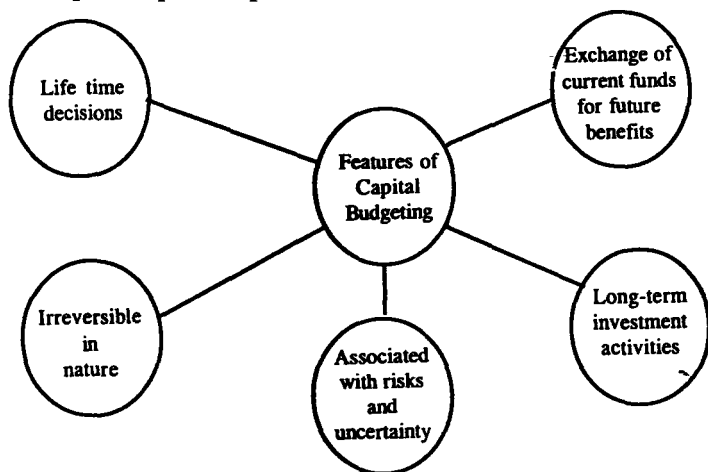 Life time
decisions
Exchange of
current funds
for future
benefits
Features of
Capital
Budgeting
Irreversible
in
nature
Associated
with risks
and
uncertainty
Long-term
investment
activities